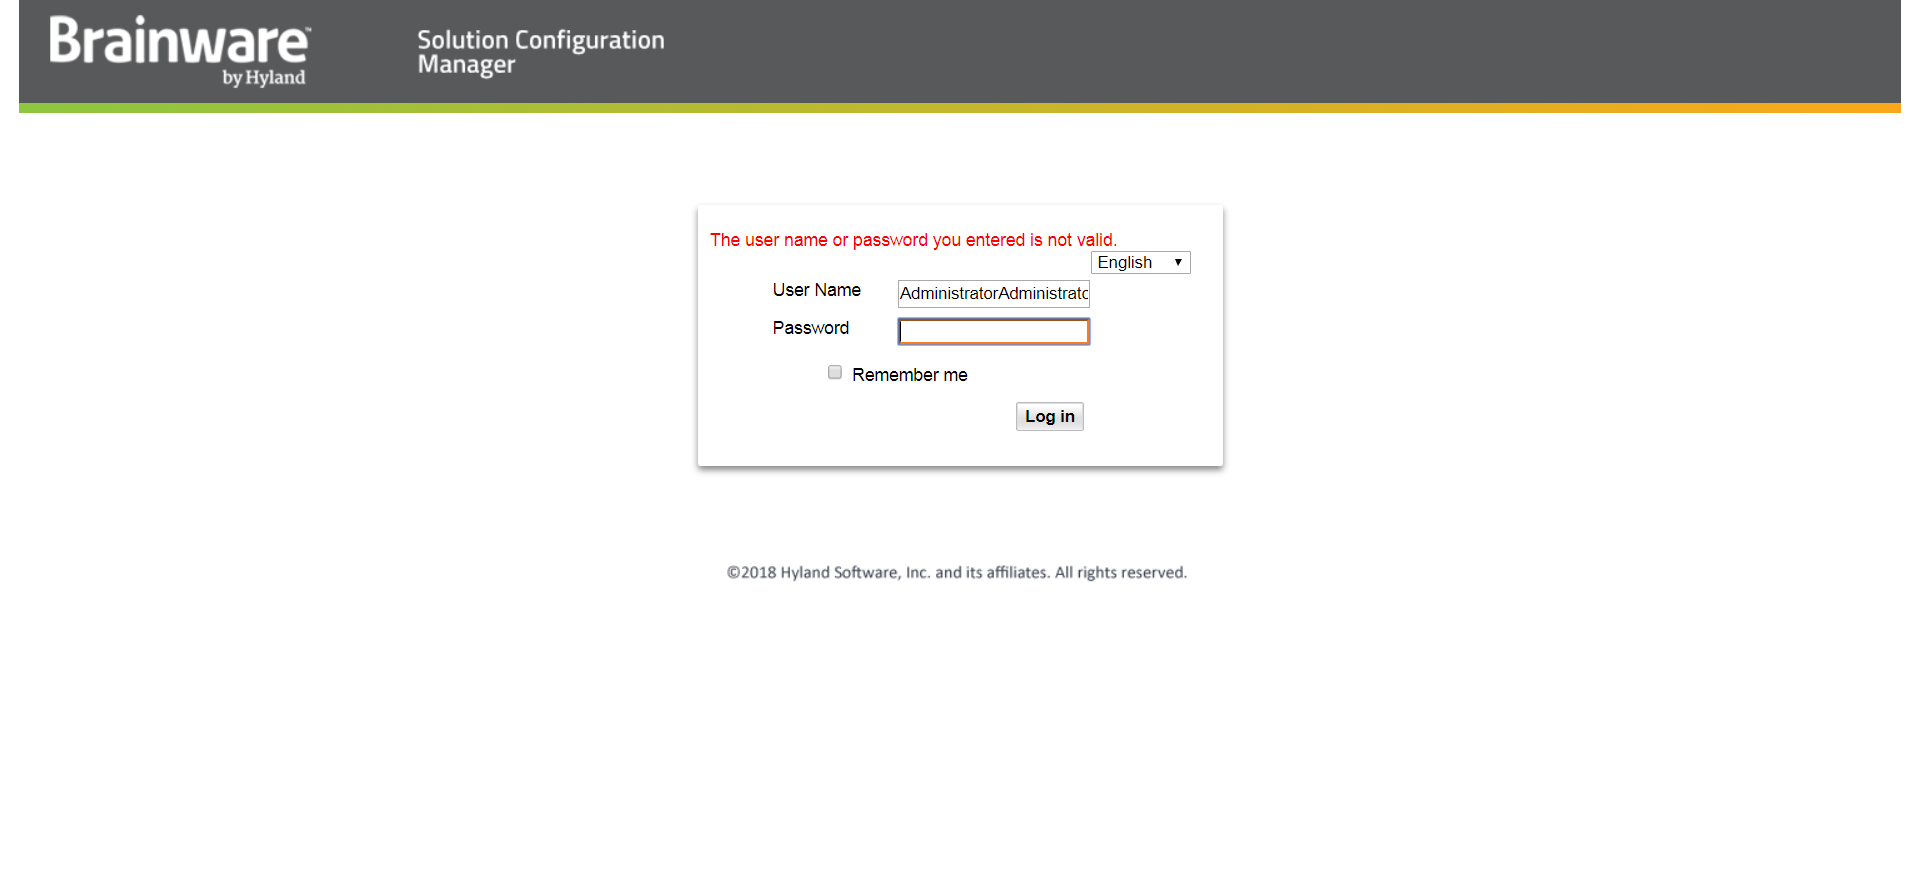 Brainware™
by Hyland
Solution Configuration
Manager
The user name or password you entered is not valid.
English
User Name
AdministratorAdministrato
Password
Remember me
Log in
©2018 Hyland Software, Inc. and its affiliates. All rights reserved.